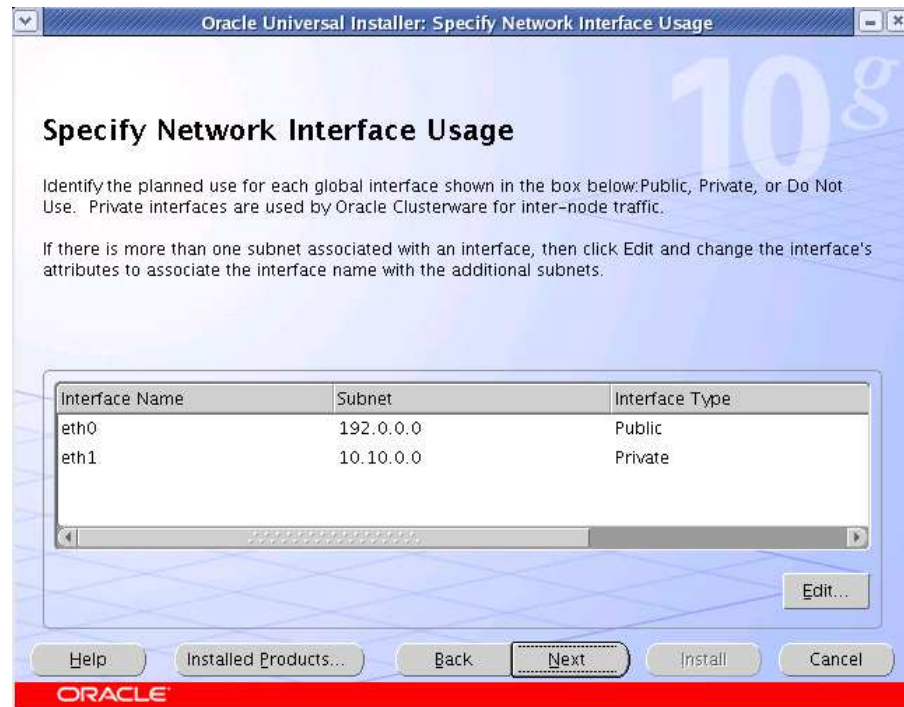 Oracle Universal Installer: Specify Network Interface Usage
10g
Specify Network Interface Usage
Identify the planned use for each global interface shown in the box below:Public, Private, or Do Not
Use. Private interfaces are used by Oracle Clusterware for inter-node traffic.
If there is more than one subnet associated with an interface, then click Edit and change the interface's
attributes to associate the interface name with the additional subnets.
Interface Name Subnet Interface Type
eth0 192.0.0.0 Public
eth1 10.10.0.0 Private
Edit...
Help Installed Products... Back Next Install Cancel
ORACLE